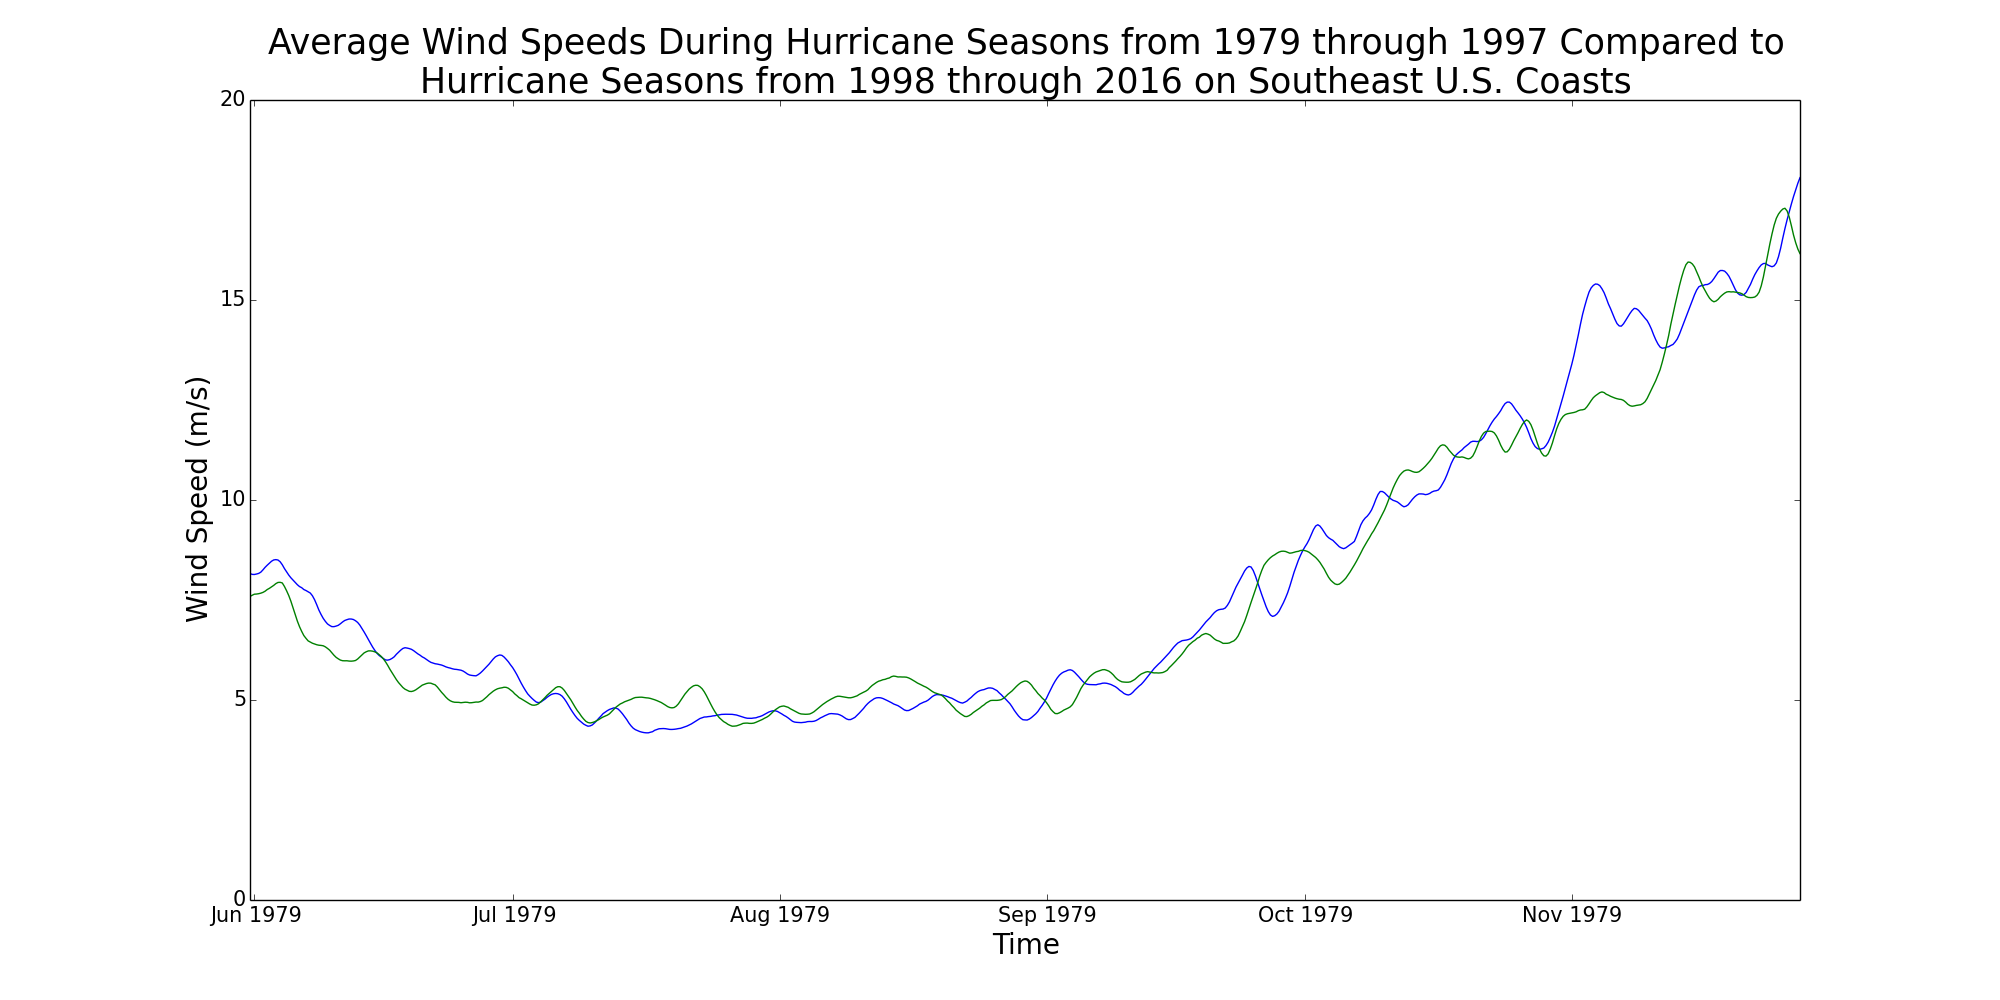 Average Wind Speeds During Hurricane Seasons from 1979 through 1997 Compared to
Hurricane Seasons from 1998 through 2016 on Southeast U.S. Coasts
20
15
10
5
0
Wind Speed (m/s)
Jun 1979 Jul 1979 Aug 1979 Sep 1979 Oct 1979 Nov 1979
Time